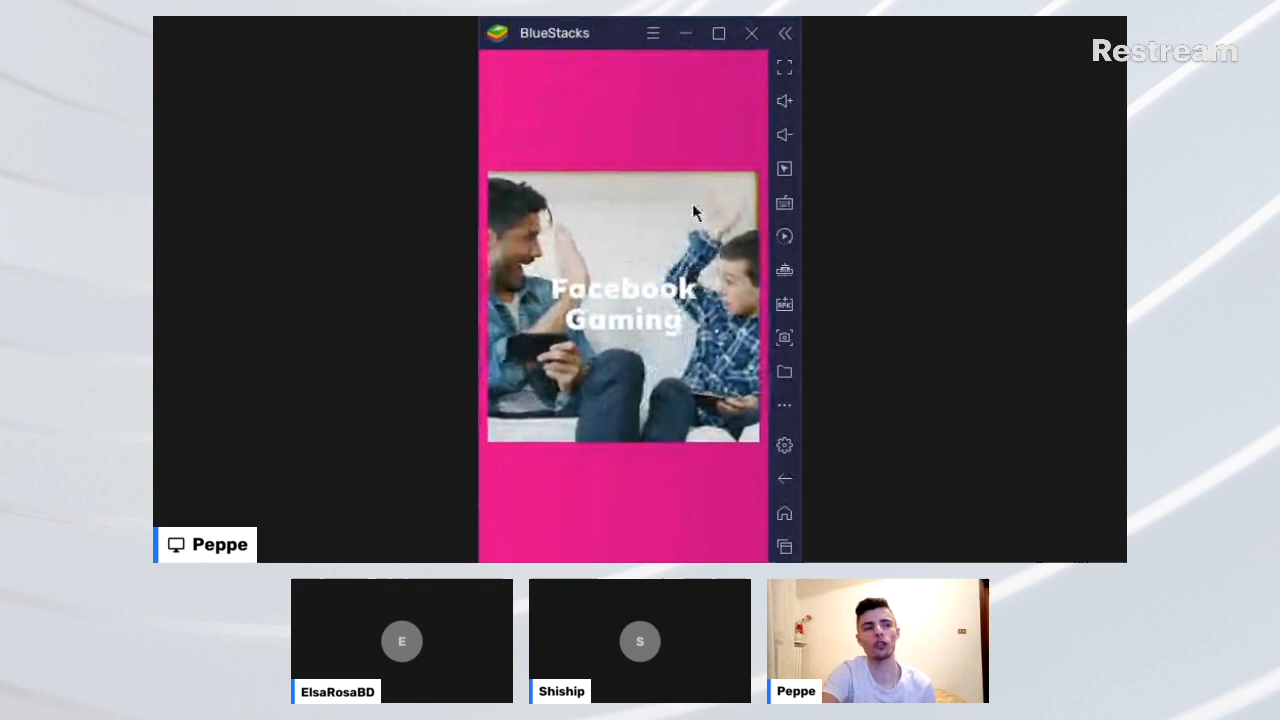 BlueStacks
Restream
Facebook
Gaming
Peppe
E
S
ElsaRosaBD
Shiship
Peppe